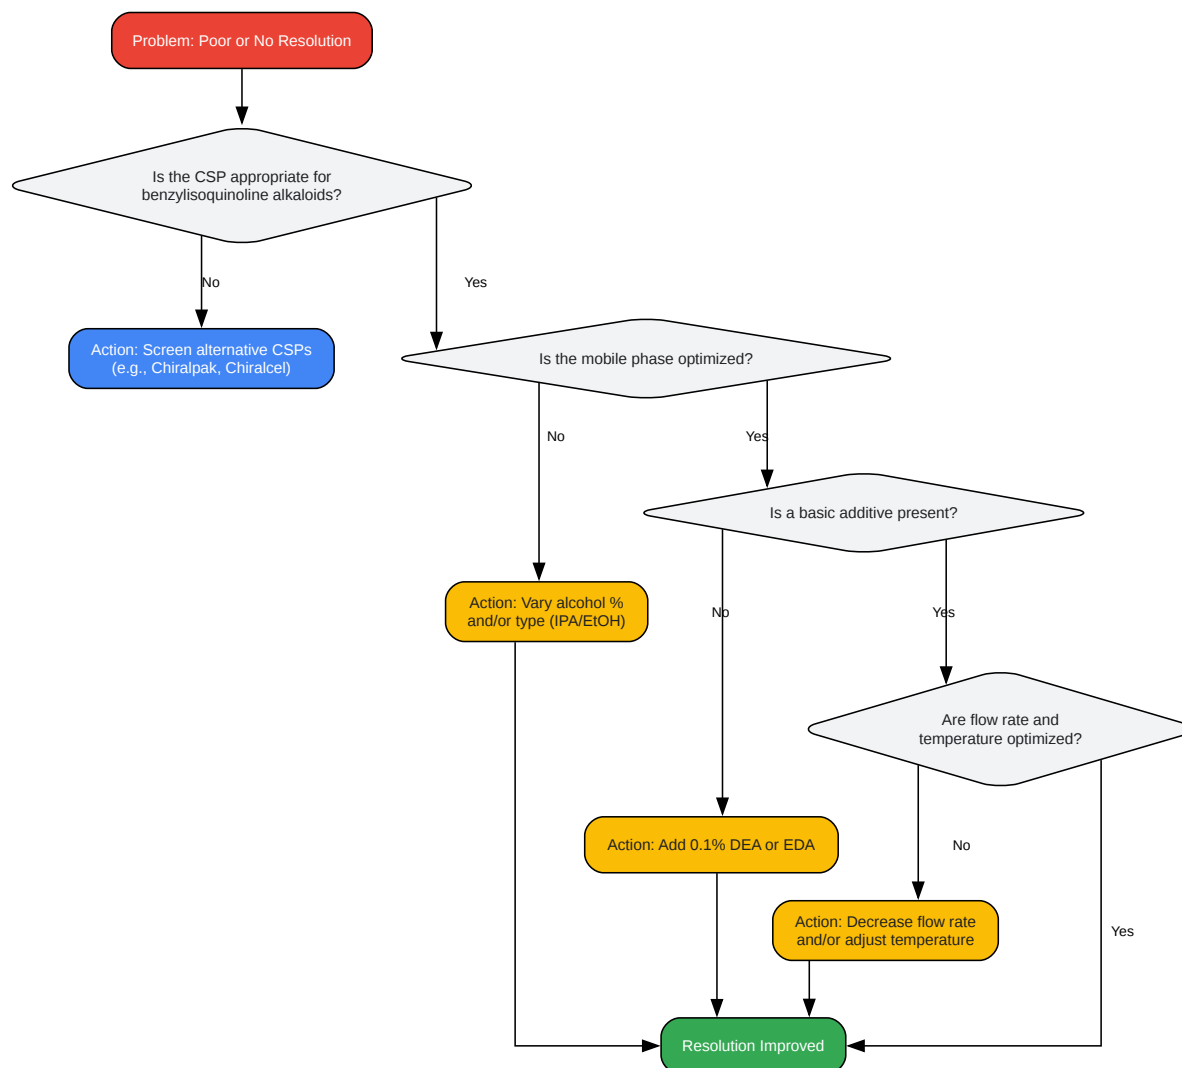 Problem: Poor or No Resolution
Is the CSP appropriate for
benzylisoquinoline alkaloids?
No
Yes
Action: Screen alternative CSPs
(e.g., Chiralpak, Chiralcel)
Is the mobile phase optimized?
No
Yes
Is a basic additive present?
Action: Vary alcohol %
and/or type (IPA/EtOH)
No
Yes
Are flow rate and
temperature optimized?
Action: Add 0.1% DEA or EDA
No
Action: Decrease flow rate
and/or adjust temperature
Yes
Resolution Improved